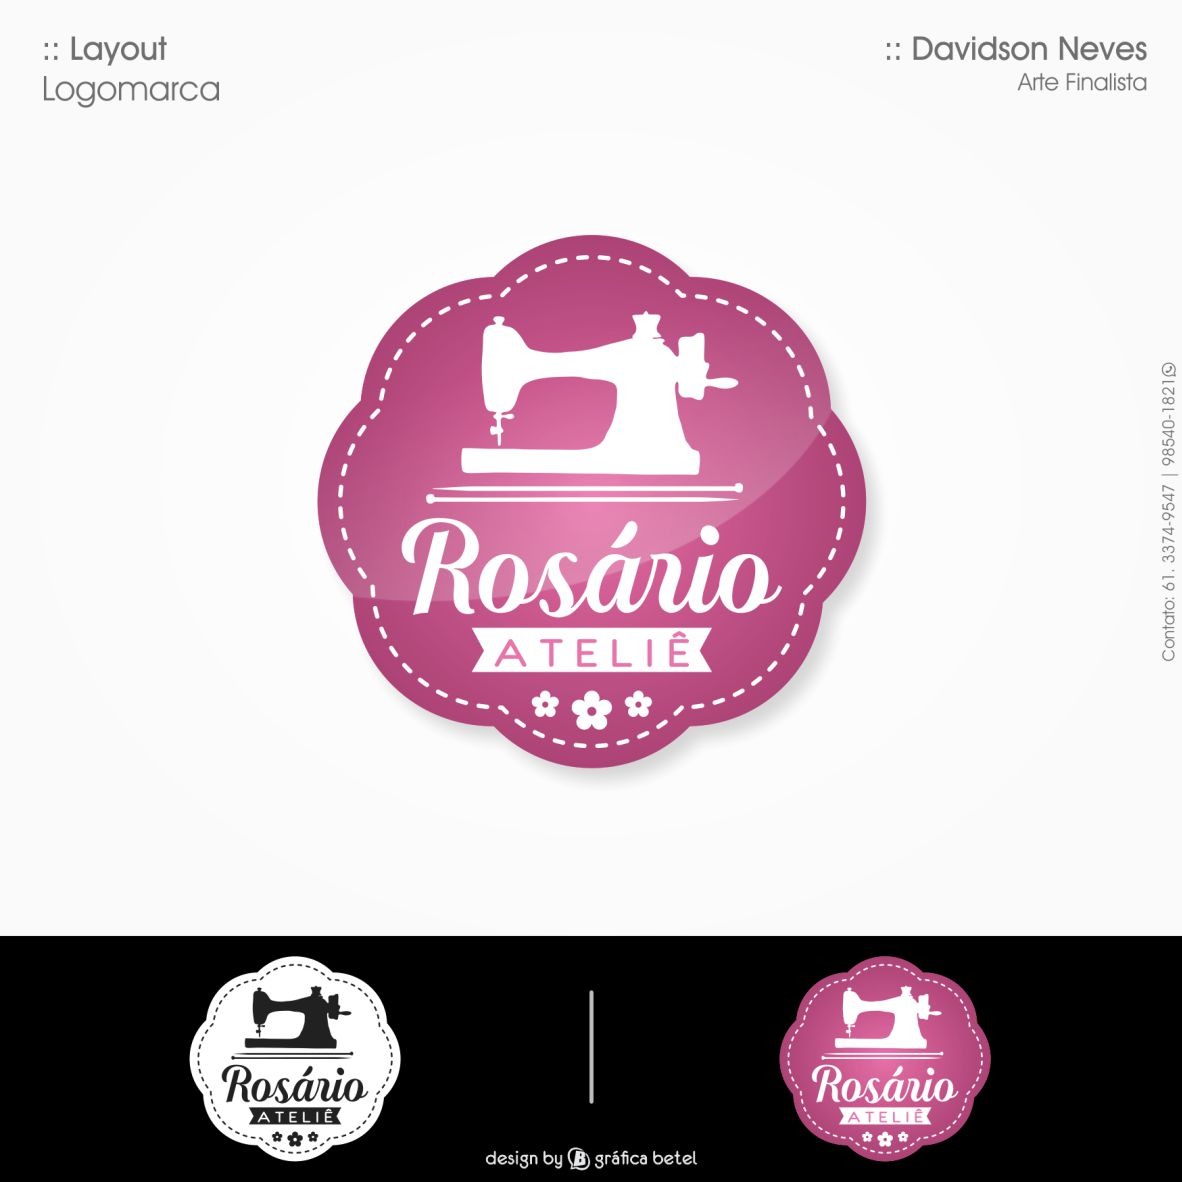 :: Layout
Logomarca
:: Davidson Neves
Arte Finalista
Contato: 61. 3374-9547 | 98540-1821
Rosário
ATELIÊ
Rosário
ATELIÊ
Rosário
ATELIÊ
design by B gráfica betel